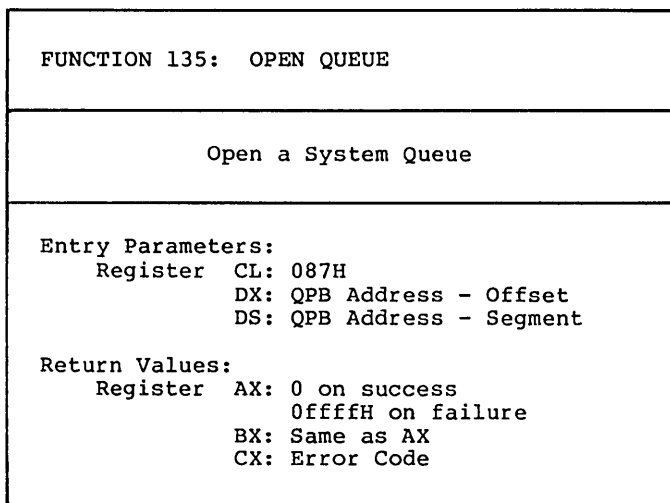 FUNCTION 135: OPEN QUEUE
Open a System Queue
Entry Parameters:
Register CL: 087H
DX: QPB Address - Offset
DS: QPB Address - Segment
Return Values:
Register AX: 0 on success
0ffffH on failure
BX: Same as AX
CX: Error Code